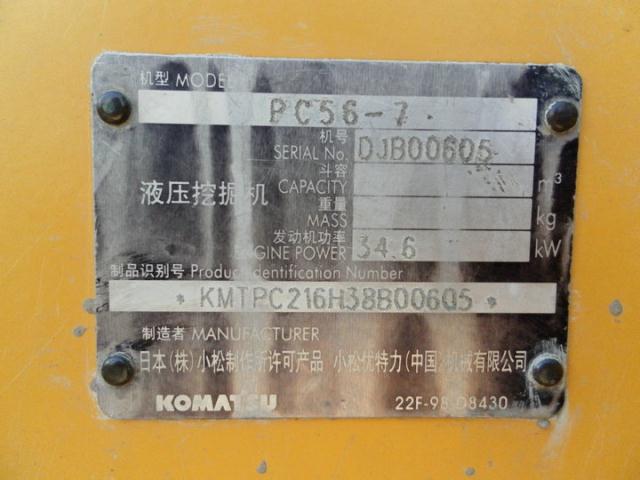 机型 MODEL
PC56-7
机号
SERIAL No. DJB00605
斗容
CAPACITY m³
液压挖掘机
重量
MASS kg
发动机功率
ENGINE POWER 34.6 kW
制品识别号 Product Identification Number
* KMTPC216H38B00605 *
制造者 MANUFACTURER
日本(株)小松制作所许可产品 小松优特力(中国)机械有限公司
KOMATSU 22F-98-D8430